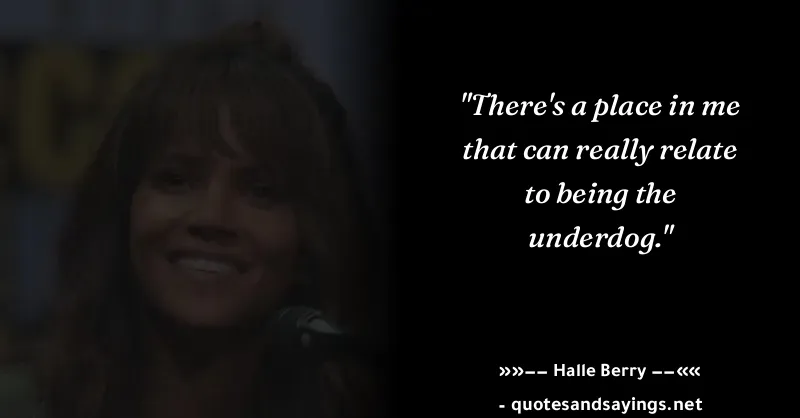 "There's a place in me
that can really relate
to being the
underdog."
»»−− Halle Berry −−««
- quotesandsayings.net